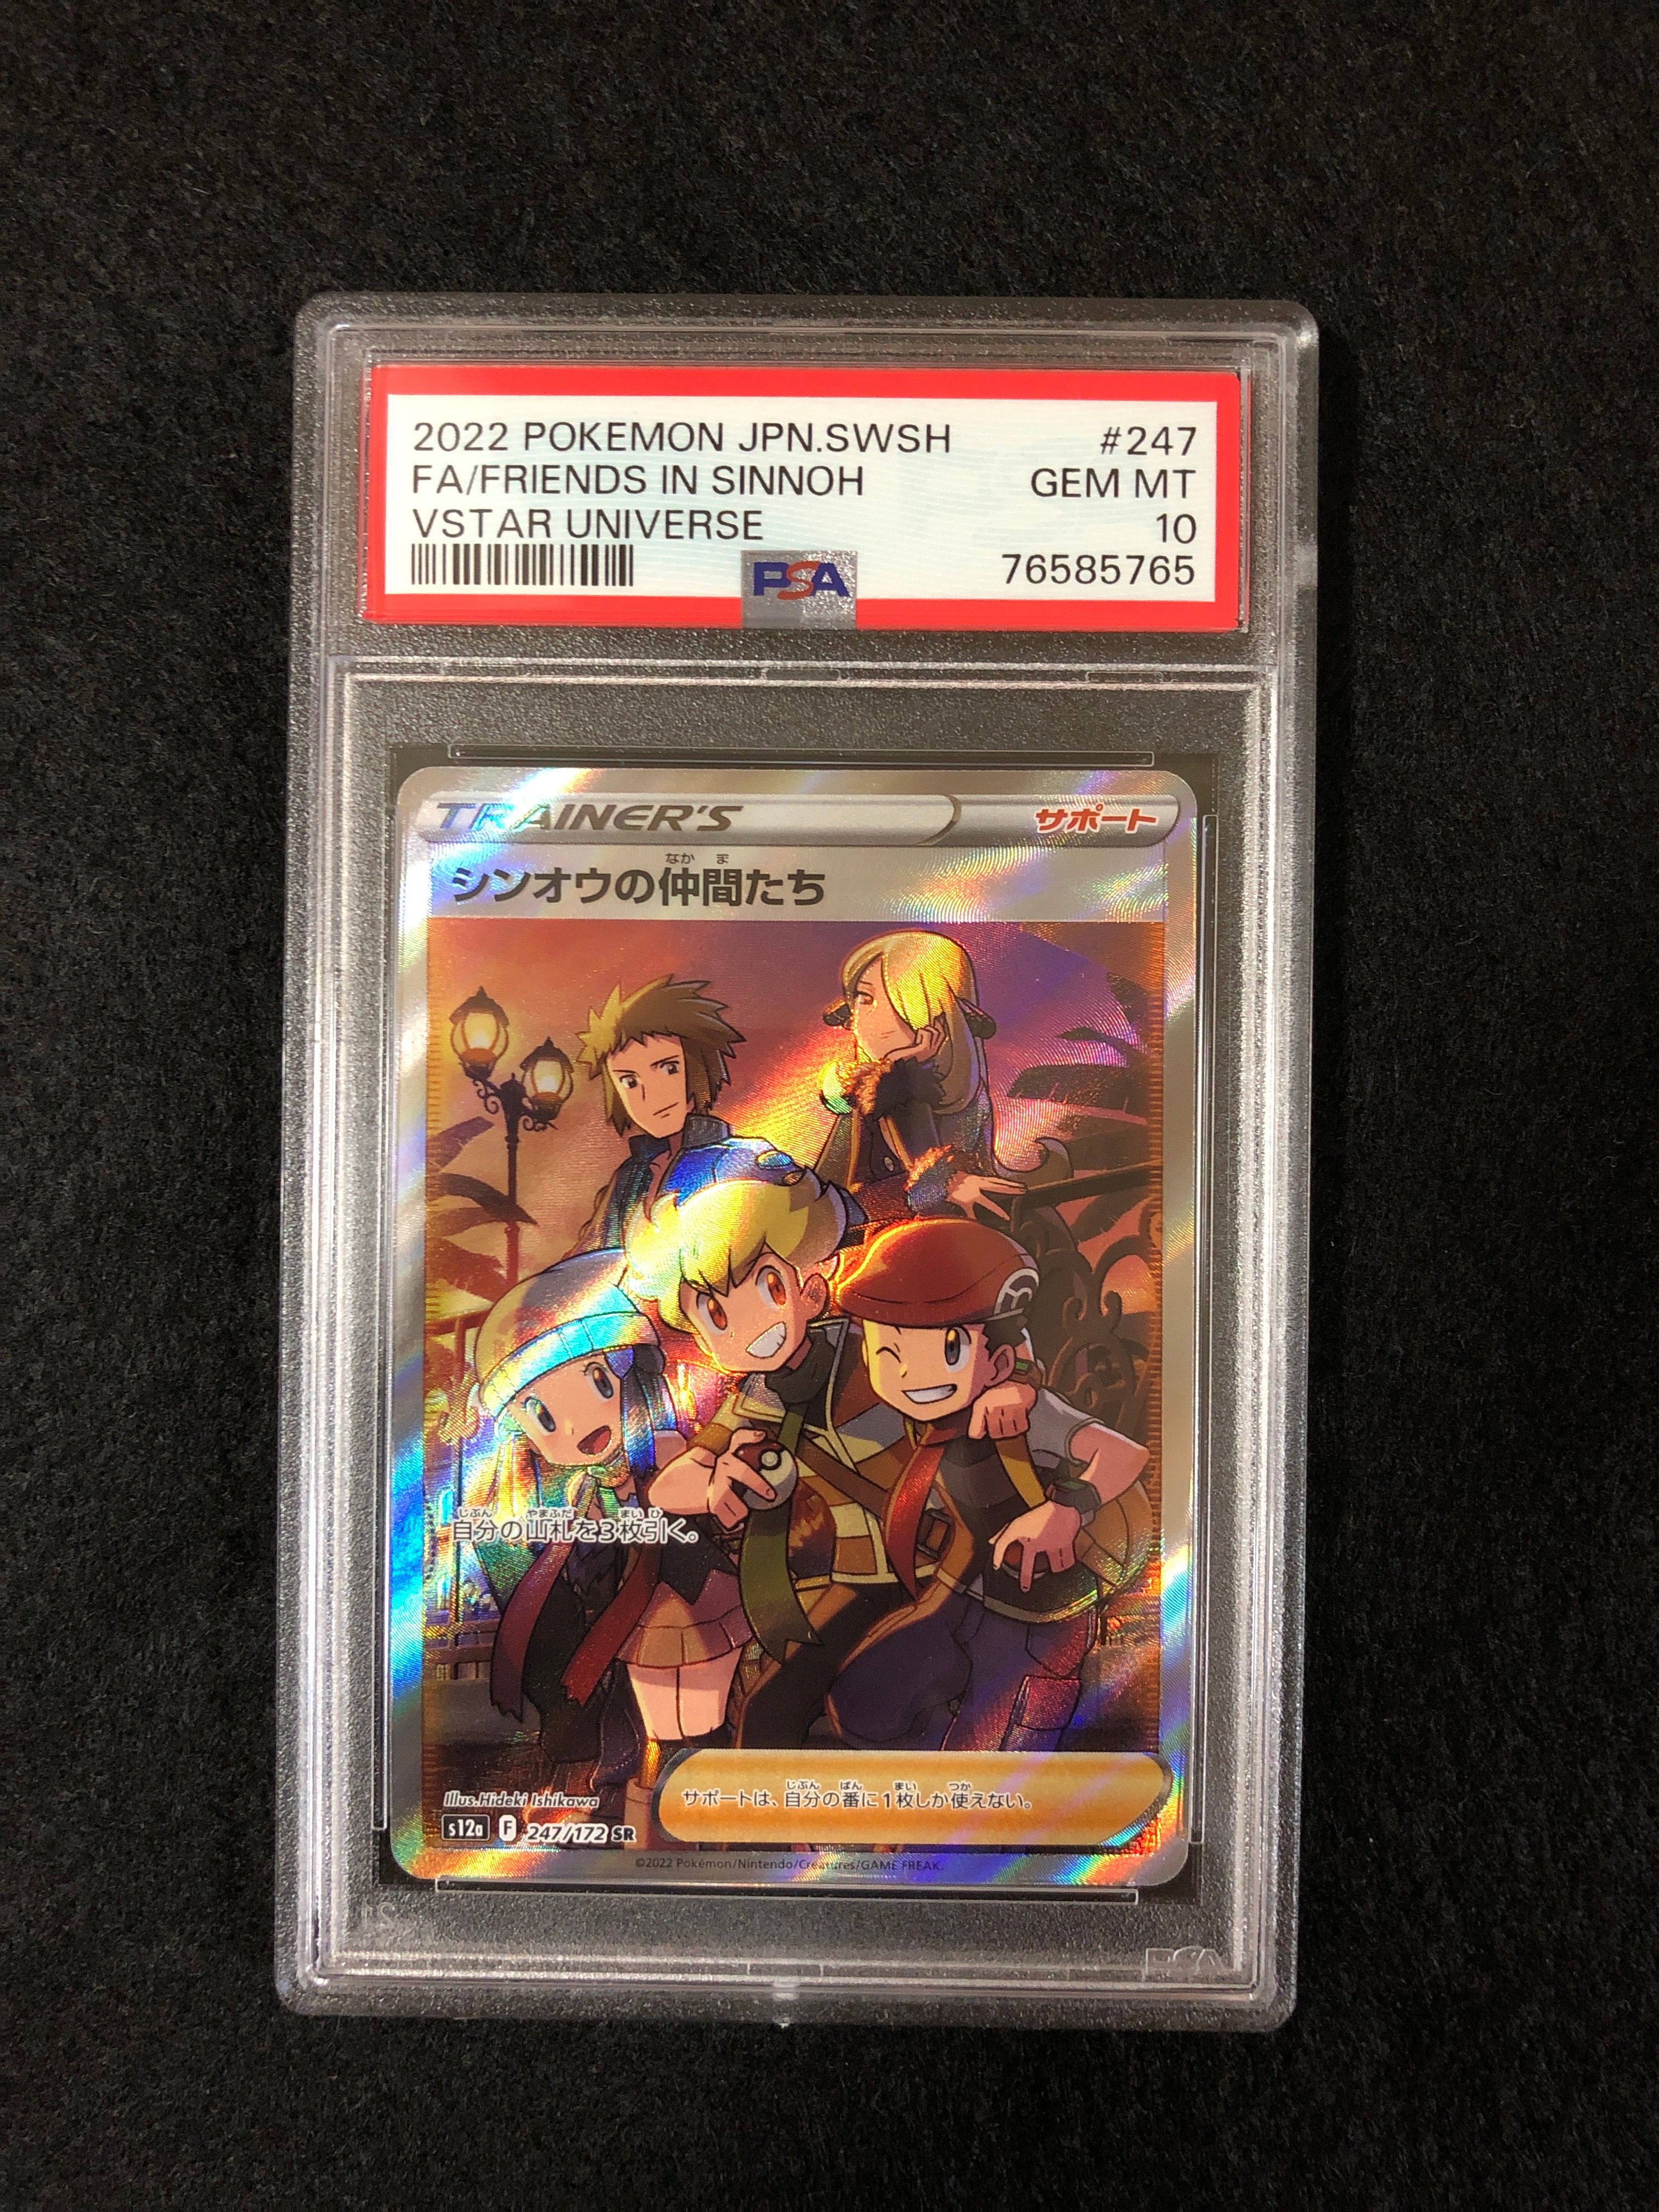 2022 POKEMON JPN.SWSH #247
FA/FRIENDS IN SINNOH GEM MT
VSTAR UNIVERSE 10
PSA 76585765
TRAINER'S サポート
なか ま
シンオウの仲間たち
じぶん やまふだ まい ひ
自分の山札を3枚引く。
じぶん ばん まい つか
サポートは、自分の番に1枚しか使えない。
Illus.Hideki Ishikawa
s12a F 247/172 SR
©2022 Pokémon/Nintendo/Creatures/GAME FREAK.
PSA